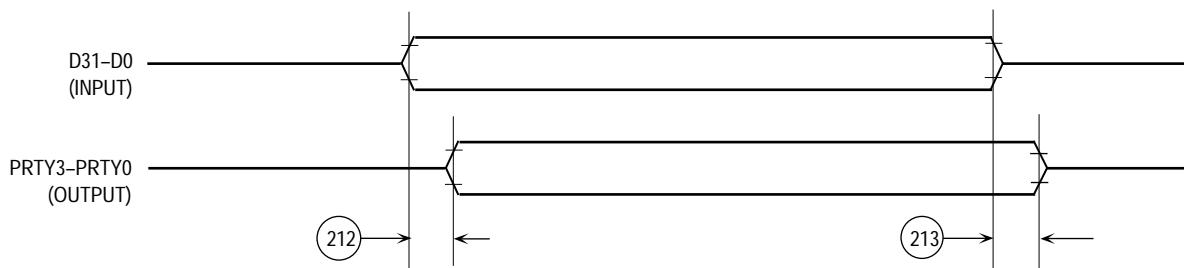 D31–D0
(INPUT)
PRTY3–PRTY0
(OUTPUT)
212
213